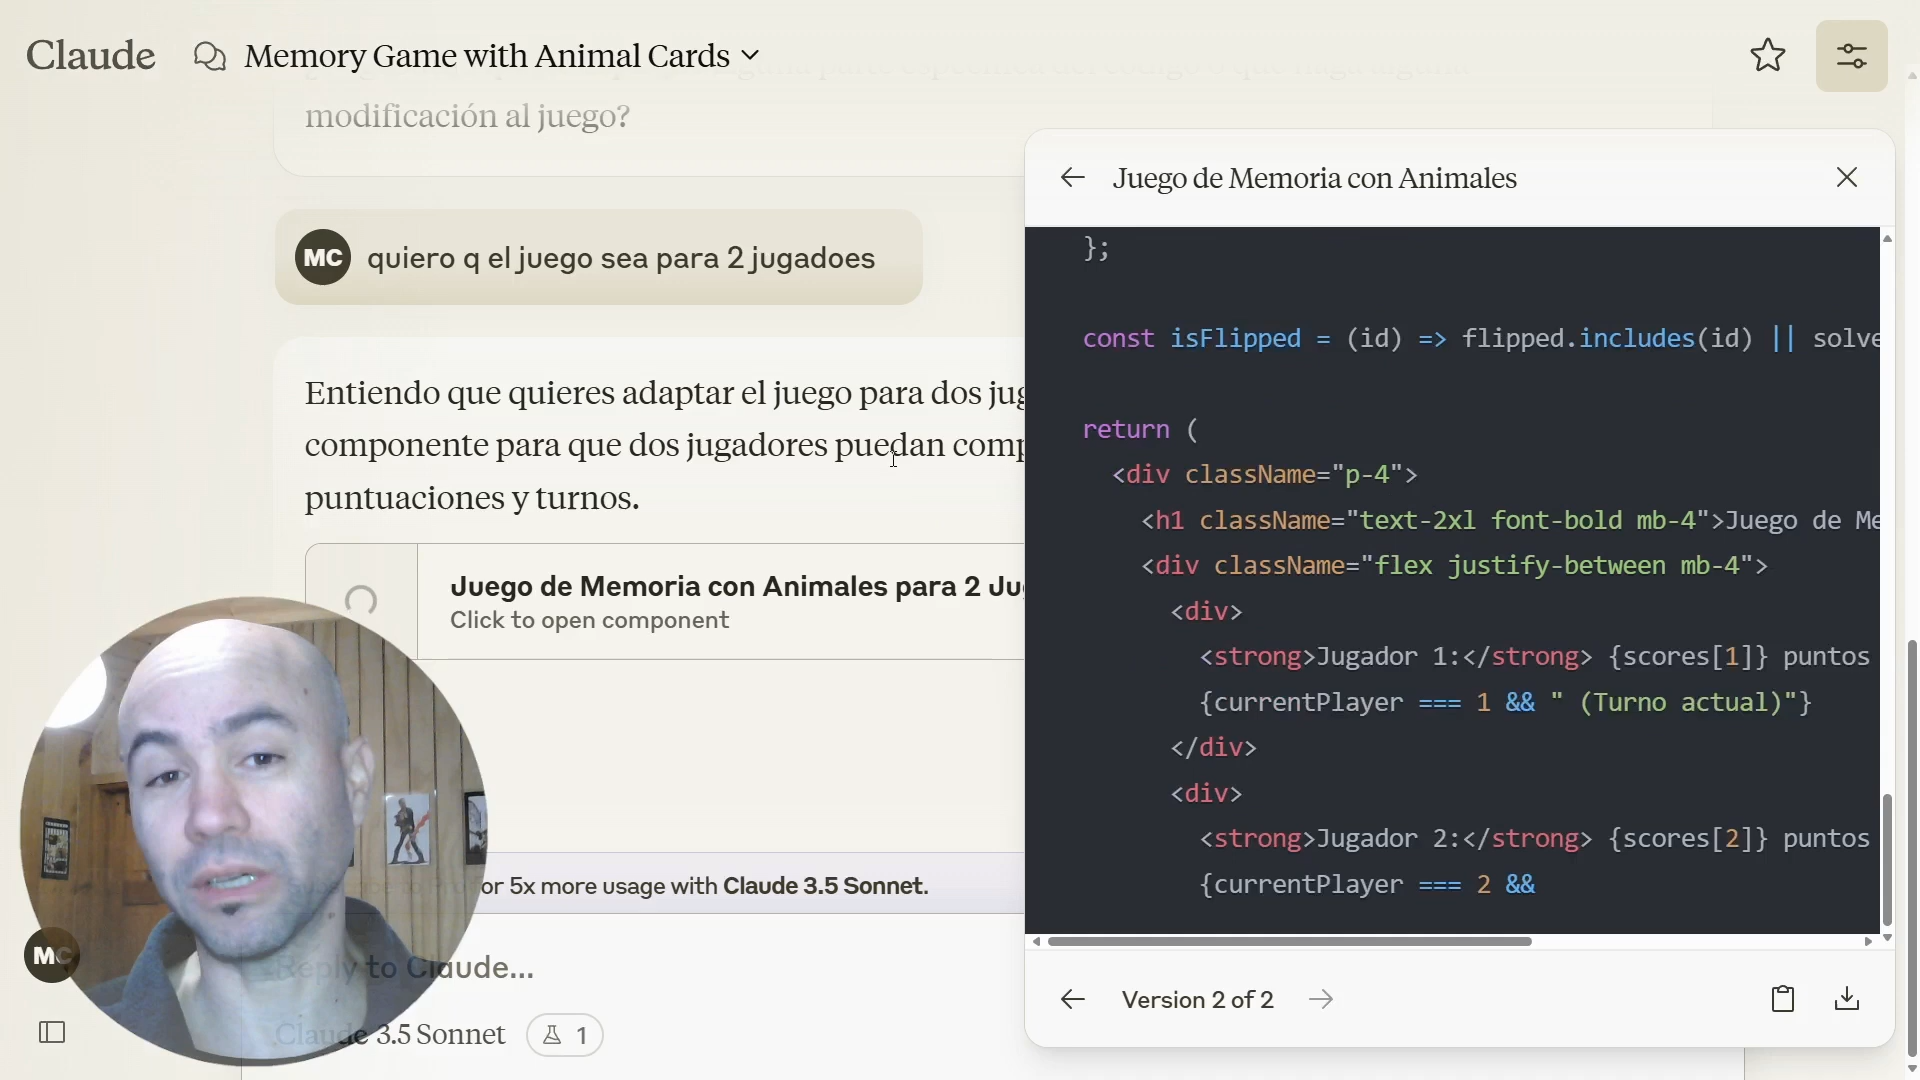 Claude
Memory Game with Animal Cards
modificación al juego?
MC
quiero q el juego sea para 2 jugadoes
Entiendo que quieres adaptar el juego para dos jug
componente para que dos jugadores puedan comp
puntuaciones y turnos.
Juego de Memoria con Animales para 2 Ju
Click to open component
or 5x more usage with Claude 3.5 Sonnet.
MC
Reply to Claude...
Claude 3.5 Sonnet
1
Juego de Memoria con Animales
};
const isFlipped = (id) => flipped.includes(id) || solve
return (
<div className="p-4">
<h1 className="text-2xl font-bold mb-4">Juego de Me
<div className="flex justify-between mb-4">
<div>
<strong>Jugador 1:</strong> {scores[1]} puntos
{currentPlayer === 1 && " (Turno actual)"}
</div>
<div>
<strong>Jugador 2:</strong> {scores[2]} puntos
{currentPlayer === 2 &&
Version 2 of 2